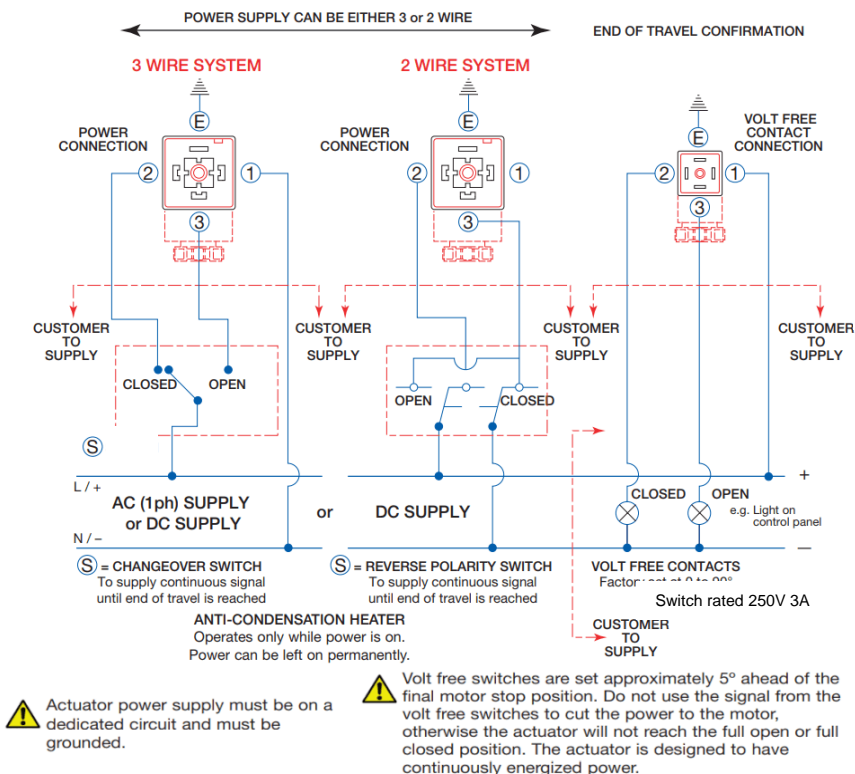 POWER SUPPLY CAN BE EITHER 3 or 2 WIRE
END OF TRAVEL CONFIRMATION
3 WIRE SYSTEM
2 WIRE SYSTEM
E
E
E
POWER
CONNECTION
POWER
CONNECTION
VOLT FREE
CONTACT
CONNECTION
2
1
3
2
1
3
2
1
3
CUSTOMER
TO
SUPPLY
CUSTOMER
TO
SUPPLY
CUSTOMER
TO
SUPPLY
CUSTOMER
TO
SUPPLY
CLOSED
OPEN
OPEN
CLOSED
S
L / +
+
AC (1ph) SUPPLY
or DC SUPPLY
or
DC SUPPLY
CLOSED
OPEN
e.g. Light on
control panel
N / –
–
S = CHANGEOVER SWITCH
To supply continuous signal
until end of travel is reached
S = REVERSE POLARITY SWITCH
To supply continuous signal
until end of travel is reached
VOLT FREE CONTACTS
Factory set at 0 to 90°
Switch rated 250V 3A
ANTI-CONDENSATION HEATER
Operates only while power is on.
Power can be left on permanently.
CUSTOMER
TO
SUPPLY
Actuator power supply must be on a
dedicated circuit and must be
grounded.
Volt free switches are set approximately 5º ahead of the
final motor stop position. Do not use the signal from the
volt free switches to cut the power to the motor,
otherwise the actuator will not reach the full open or full
closed position. The actuator is designed to have
continuously energized power.